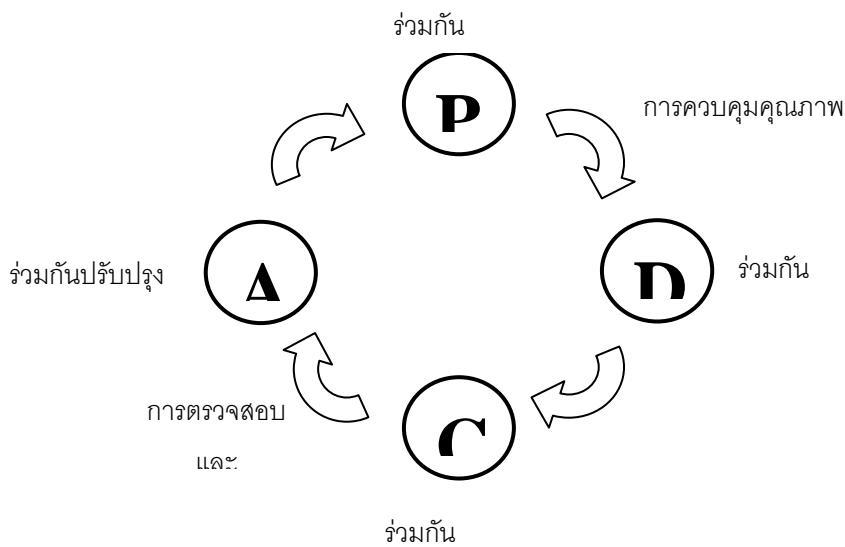 ร่วมกัน
P
การควบคุมคุณภาพ
ร่วมกันปรับปรุง
A
D
ร่วมกัน
การตรวจสอบ
และ
C
ร่วมกัน